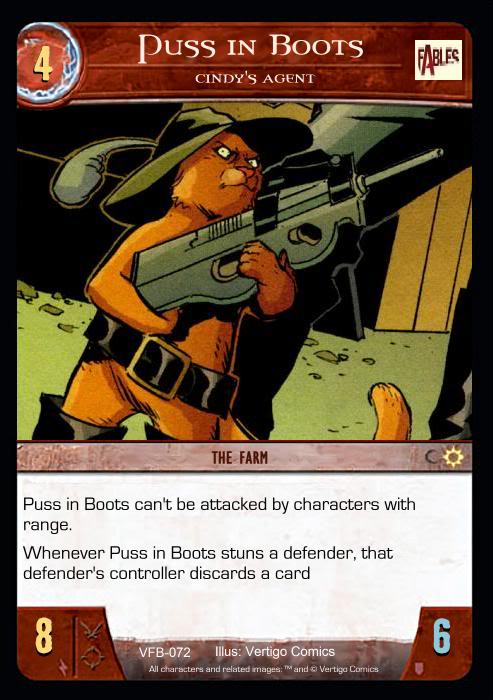 4
PUSS IN BOOTS
CINDY'S AGENT
FABLES
THE FARM
Puss in Boots can't be attacked by characters with
range.
Whenever Puss in Boots stuns a defender, that
defender's controller discards a card
8
VFB-072 Illus: Vertigo Comics
6
All characters and related images: ™ and © Vertigo Comics